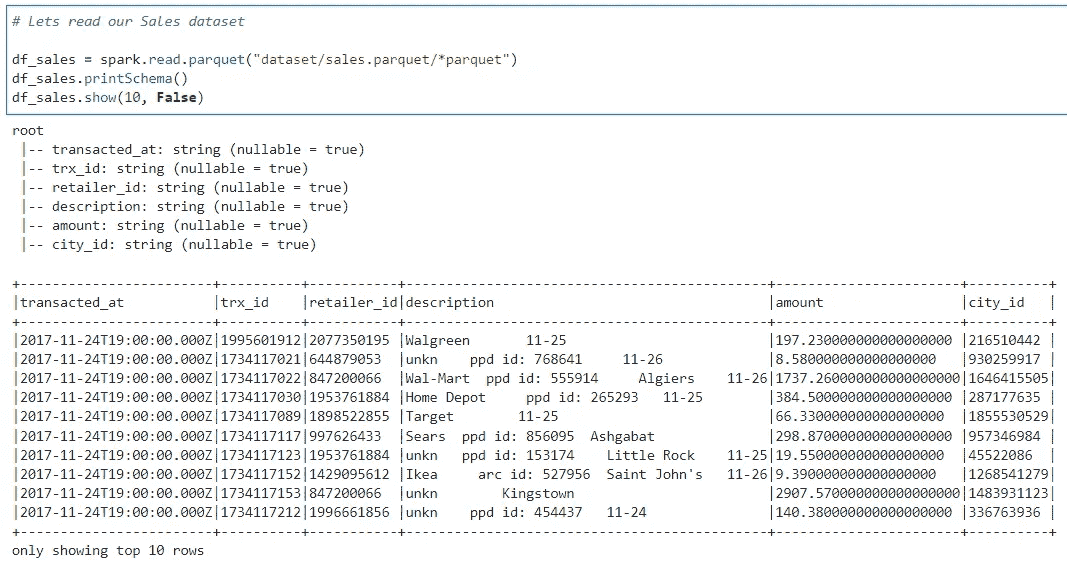 # Lets read our Sales dataset
df_sales = spark.read.parquet("dataset/sales.parquet/*parquet")
df_sales.printSchema()
df_sales.show(10, False)
root
 |-- transacted_at: string (nullable = true)
 |-- trx_id: string (nullable = true)
 |-- retailer_id: string (nullable = true)
 |-- description: string (nullable = true)
 |-- amount: string (nullable = true)
 |-- city_id: string (nullable = true)
+------------------------+----------+-----------+----------------------------------------------+-----------------------+----------+
|transacted_at           |trx_id    |retailer_id|description                                   |amount                 |city_id   |
+------------------------+----------+-----------+----------------------------------------------+-----------------------+----------+
|2017-11-24T19:00:00.000Z|1995601912|2077350195 |Walgreen       11-25                          |197.230000000000000000 |216510442 |
|2017-11-24T19:00:00.000Z|1734117021|644879053  |unkn    ppd id: 768641     11-26              |8.580000000000000000   |930259917 |
|2017-11-24T19:00:00.000Z|1734117022|847200066  |Wal-Mart  ppd id: 555914     Algiers    11-26|1737.260000000000000000|1646415505|
|2017-11-24T19:00:00.000Z|1734117030|1953761884 |Home Depot     ppd id: 265293   11-25         |384.500000000000000000 |287177635 |
|2017-11-24T19:00:00.000Z|1734117089|1898522855 |Target        11-25                           |66.330000000000000000  |1855530529|
|2017-11-24T19:00:00.000Z|1734117117|997626433  |Sears  ppd id: 856095  Ashgabat               |298.870000000000000000 |957346984 |
|2017-11-24T19:00:00.000Z|1734117123|1953761884 |unkn   ppd id: 153174    Little Rock    11-25|19.550000000000000000  |45522086  |
|2017-11-24T19:00:00.000Z|1734117152|1429095612 |Ikea     arc id: 527956  Saint John's   11-26|9.390000000000000000   |1268541279|
|2017-11-24T19:00:00.000Z|1734117153|847200066  |unkn        Kingstown                         |2907.570000000000000000|1483931123|
|2017-11-24T19:00:00.000Z|1734117212|1996661856 |unkn    ppd id: 454437   11-24                |140.380000000000000000 |336763936 |
+------------------------+----------+-----------+----------------------------------------------+-----------------------+----------+
only showing top 10 rows